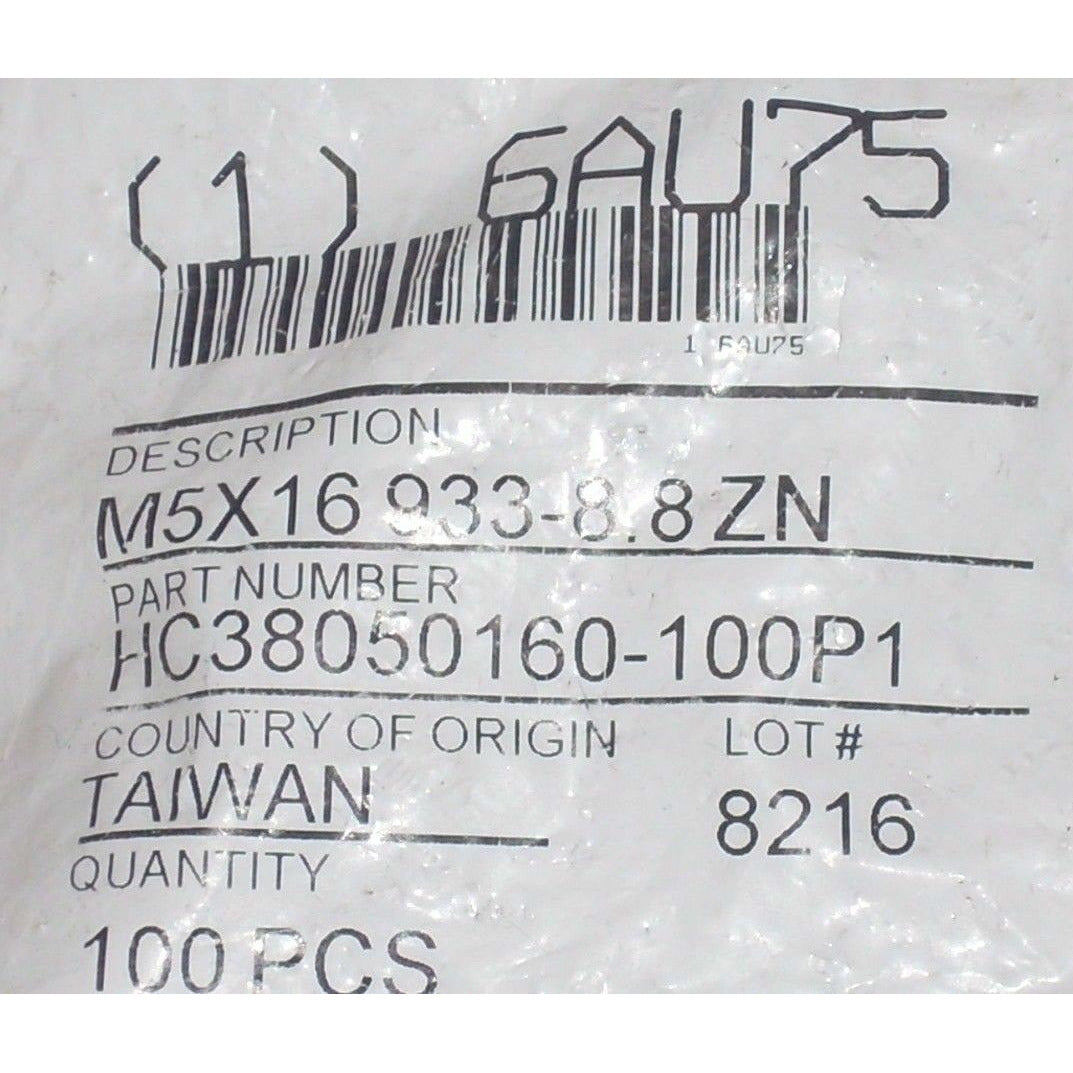 (1) 6AU75
1 6AU75
DESCRIPTION
M5X16 933-8.8 ZN
PART NUMBER
HC38050160-100P1
COUNTRY OF ORIGIN LOT #
TAIWAN 8216
QUANTITY
100 PCS